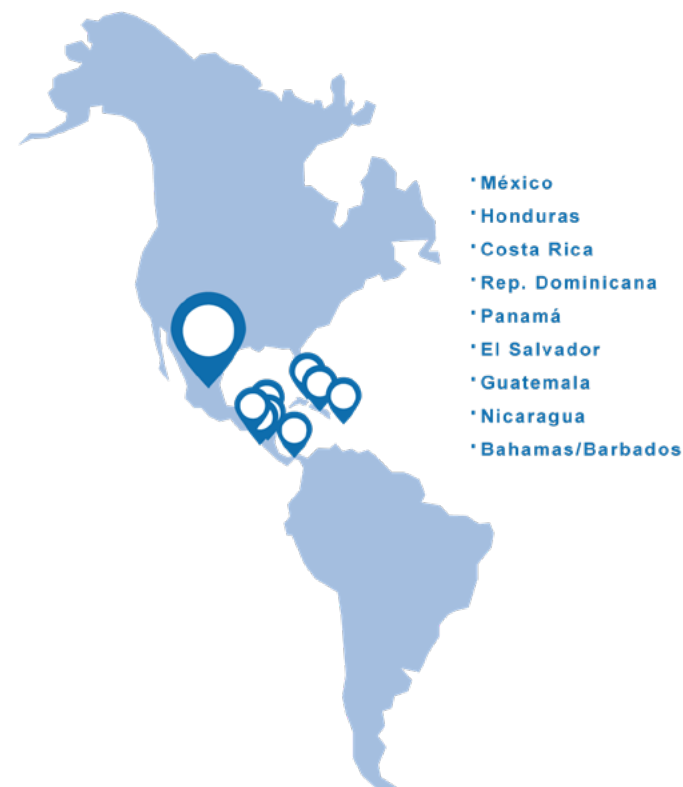 · México
· Honduras
· Costa Rica
· Rep. Dominicana
· Panamá
· El Salvador
· Guatemala
· Nicaragua
· Bahamas/Barbados